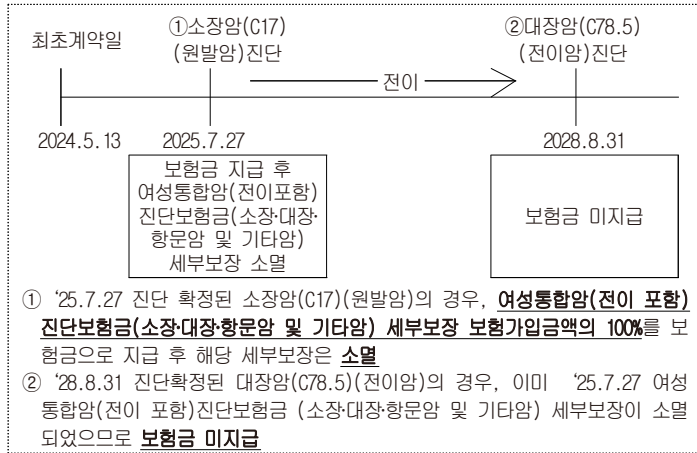 최초계약일
①소장암(C17)
(원발암)진단
②대장암(C78.5)
(전이암)진단
전이
2024.5.13
2025.7.27
2028.8.31
보험금 지급 후
여성통합암(전이포함)
진단보험금(소장·대장·
항문암 및 기타암)
세부보장 소멸
보험금 미지급
① ‘25.7.27 진단 확정된 소장암(C17)(원발암)의 경우, 여성통합암(전이 포함)
진단보험금(소장·대장·항문암 및 기타암) 세부보장 보험가입금액의 100%를 보
험금으로 지급 후 해당 세부보장은 소멸
② ‘28.8.31 진단확정된 대장암(C78.5)(전이암)의 경우, 이미 ‘25.7.27 여성
통합암(전이 포함)진단보험금 (소장·대장·항문암 및 기타암) 세부보장이 소멸
되었으므로 보험금 미지급